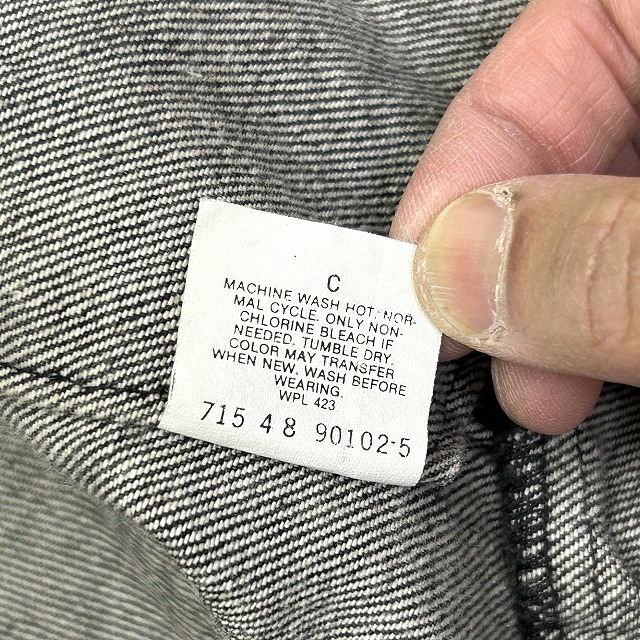 C
MACHINE WASH HOT, NOR-
MAL CYCLE. ONLY NON-
CHLORINE BLEACH IF
NEEDED. TUMBLE DRY.
COLOR MAY TRANSFER
WHEN NEW. WASH BEFORE
WEARING.
WPL 423
715 4 8 90102-5